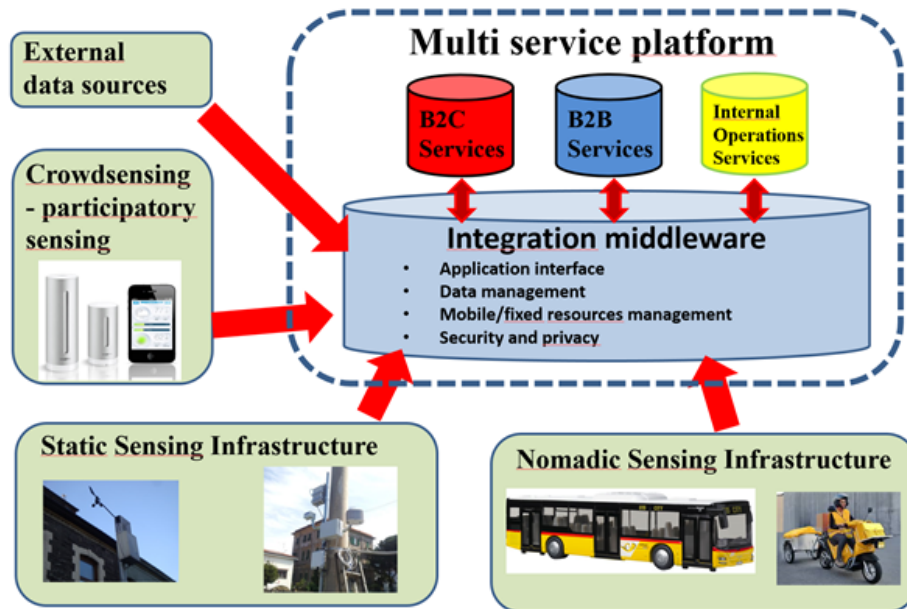 External
data sources
Multi service platform
B2C
Services
B2B
Services
Internal
Operations
Services
Crowdsensing
- participatory
sensing
Integration middleware
• Application interface
• Data management
• Mobile/fixed resources management
• Security and privacy
Static Sensing Infrastructure
Nomadic Sensing Infrastructure